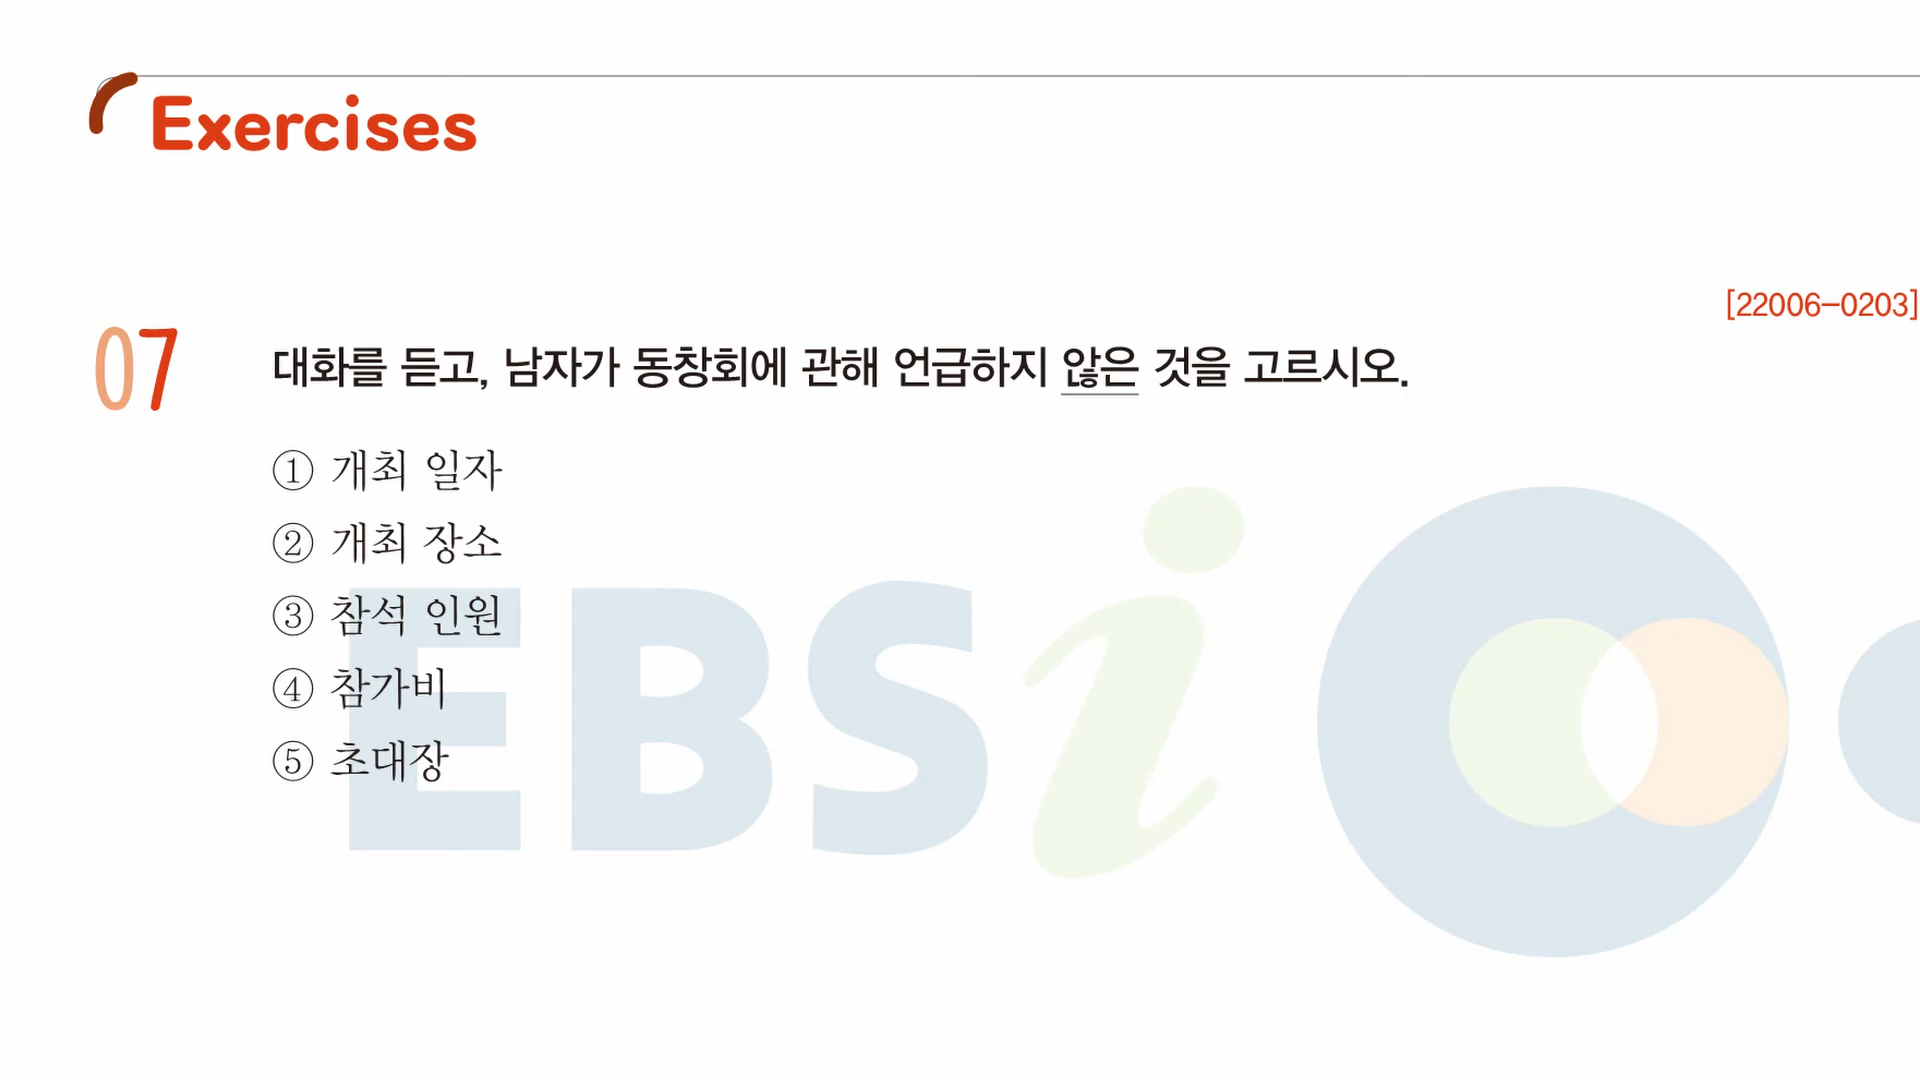 Exercises
[22006-0203]
07 대화를 듣고, 남자가 동창회에 관해 언급하지 않은 것을 고르시오.
① 개최 일자
② 개최 장소
③ 참석 인원
④ 참가비
⑤ 초대장
EBSi